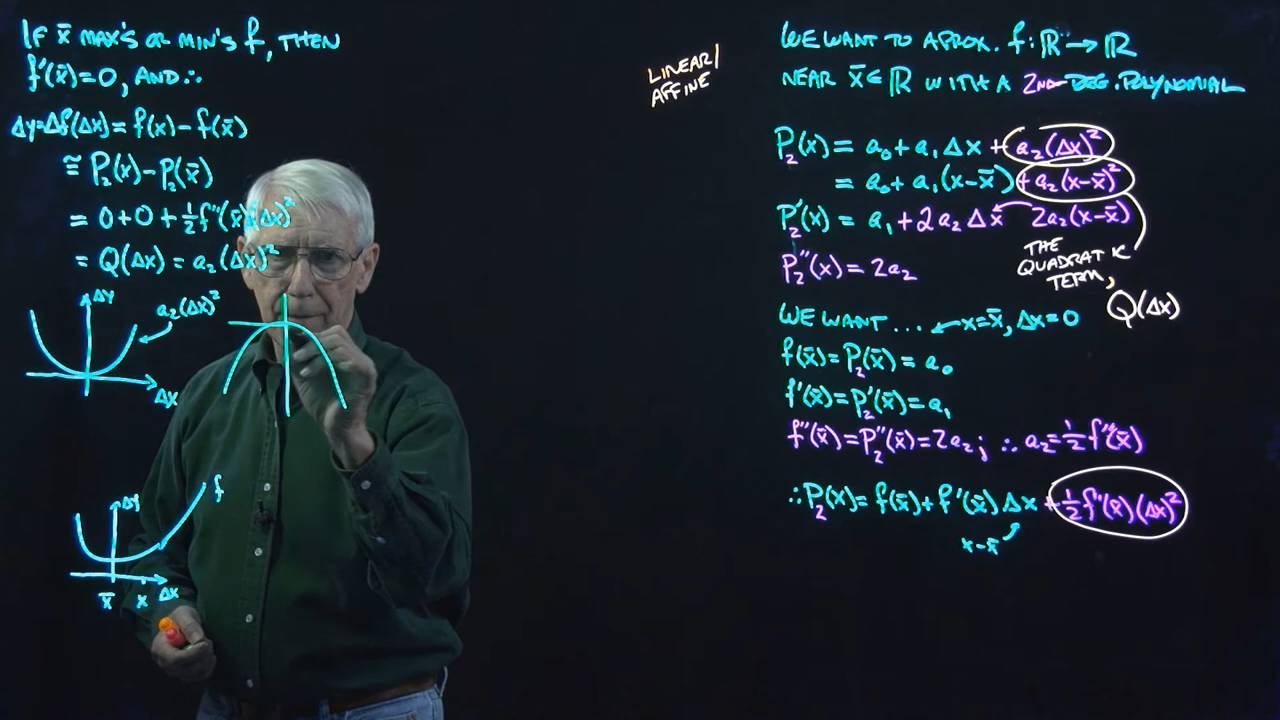 IF x̄ MAX'S OR MIN'S f, THEN
f'(x̄)=0, AND ∴
Δy=Δf(Δx)= f(x) - f(x̄)
≅ P₂(x) - P₂(x̄)
= 0+0+½f''(x̄)(Δx)²
= Q(Δx) = a₂(Δx)²
Δy
a₂(Δx)²
Δx
Δy
f
x̄ x Δx
LINEAR/
AFFINE
WE WANT TO APROX. f: ℝ → ℝ
NEAR x̄ ∈ ℝ WITH A 2ND-DEG. POLYNOMIAL
P₂(x) = a₀ + a₁Δx + a₂(Δx)²
= a₀ + a₁(x-x̄) + a₂(x-x̄)²
P₂'(x) = a₁ + 2a₂Δx 2a₂(x-x̄)
P₂''(x) = 2a₂
THE
QUADRATIC
TERM,
Q(Δx)
WE WANT... x=x̄, Δx=0
f(x̄)=P₂(x̄) = a₀
f'(x̄)=P₂'(x̄)=a₁
f''(x̄)=P₂''(x̄)=2a₂; ∴ a₂=½f''(x̄)
∴ P₂(x)= f(x̄) + f'(x̄)Δx + ½f''(x̄)(Δx)²
x-x̄